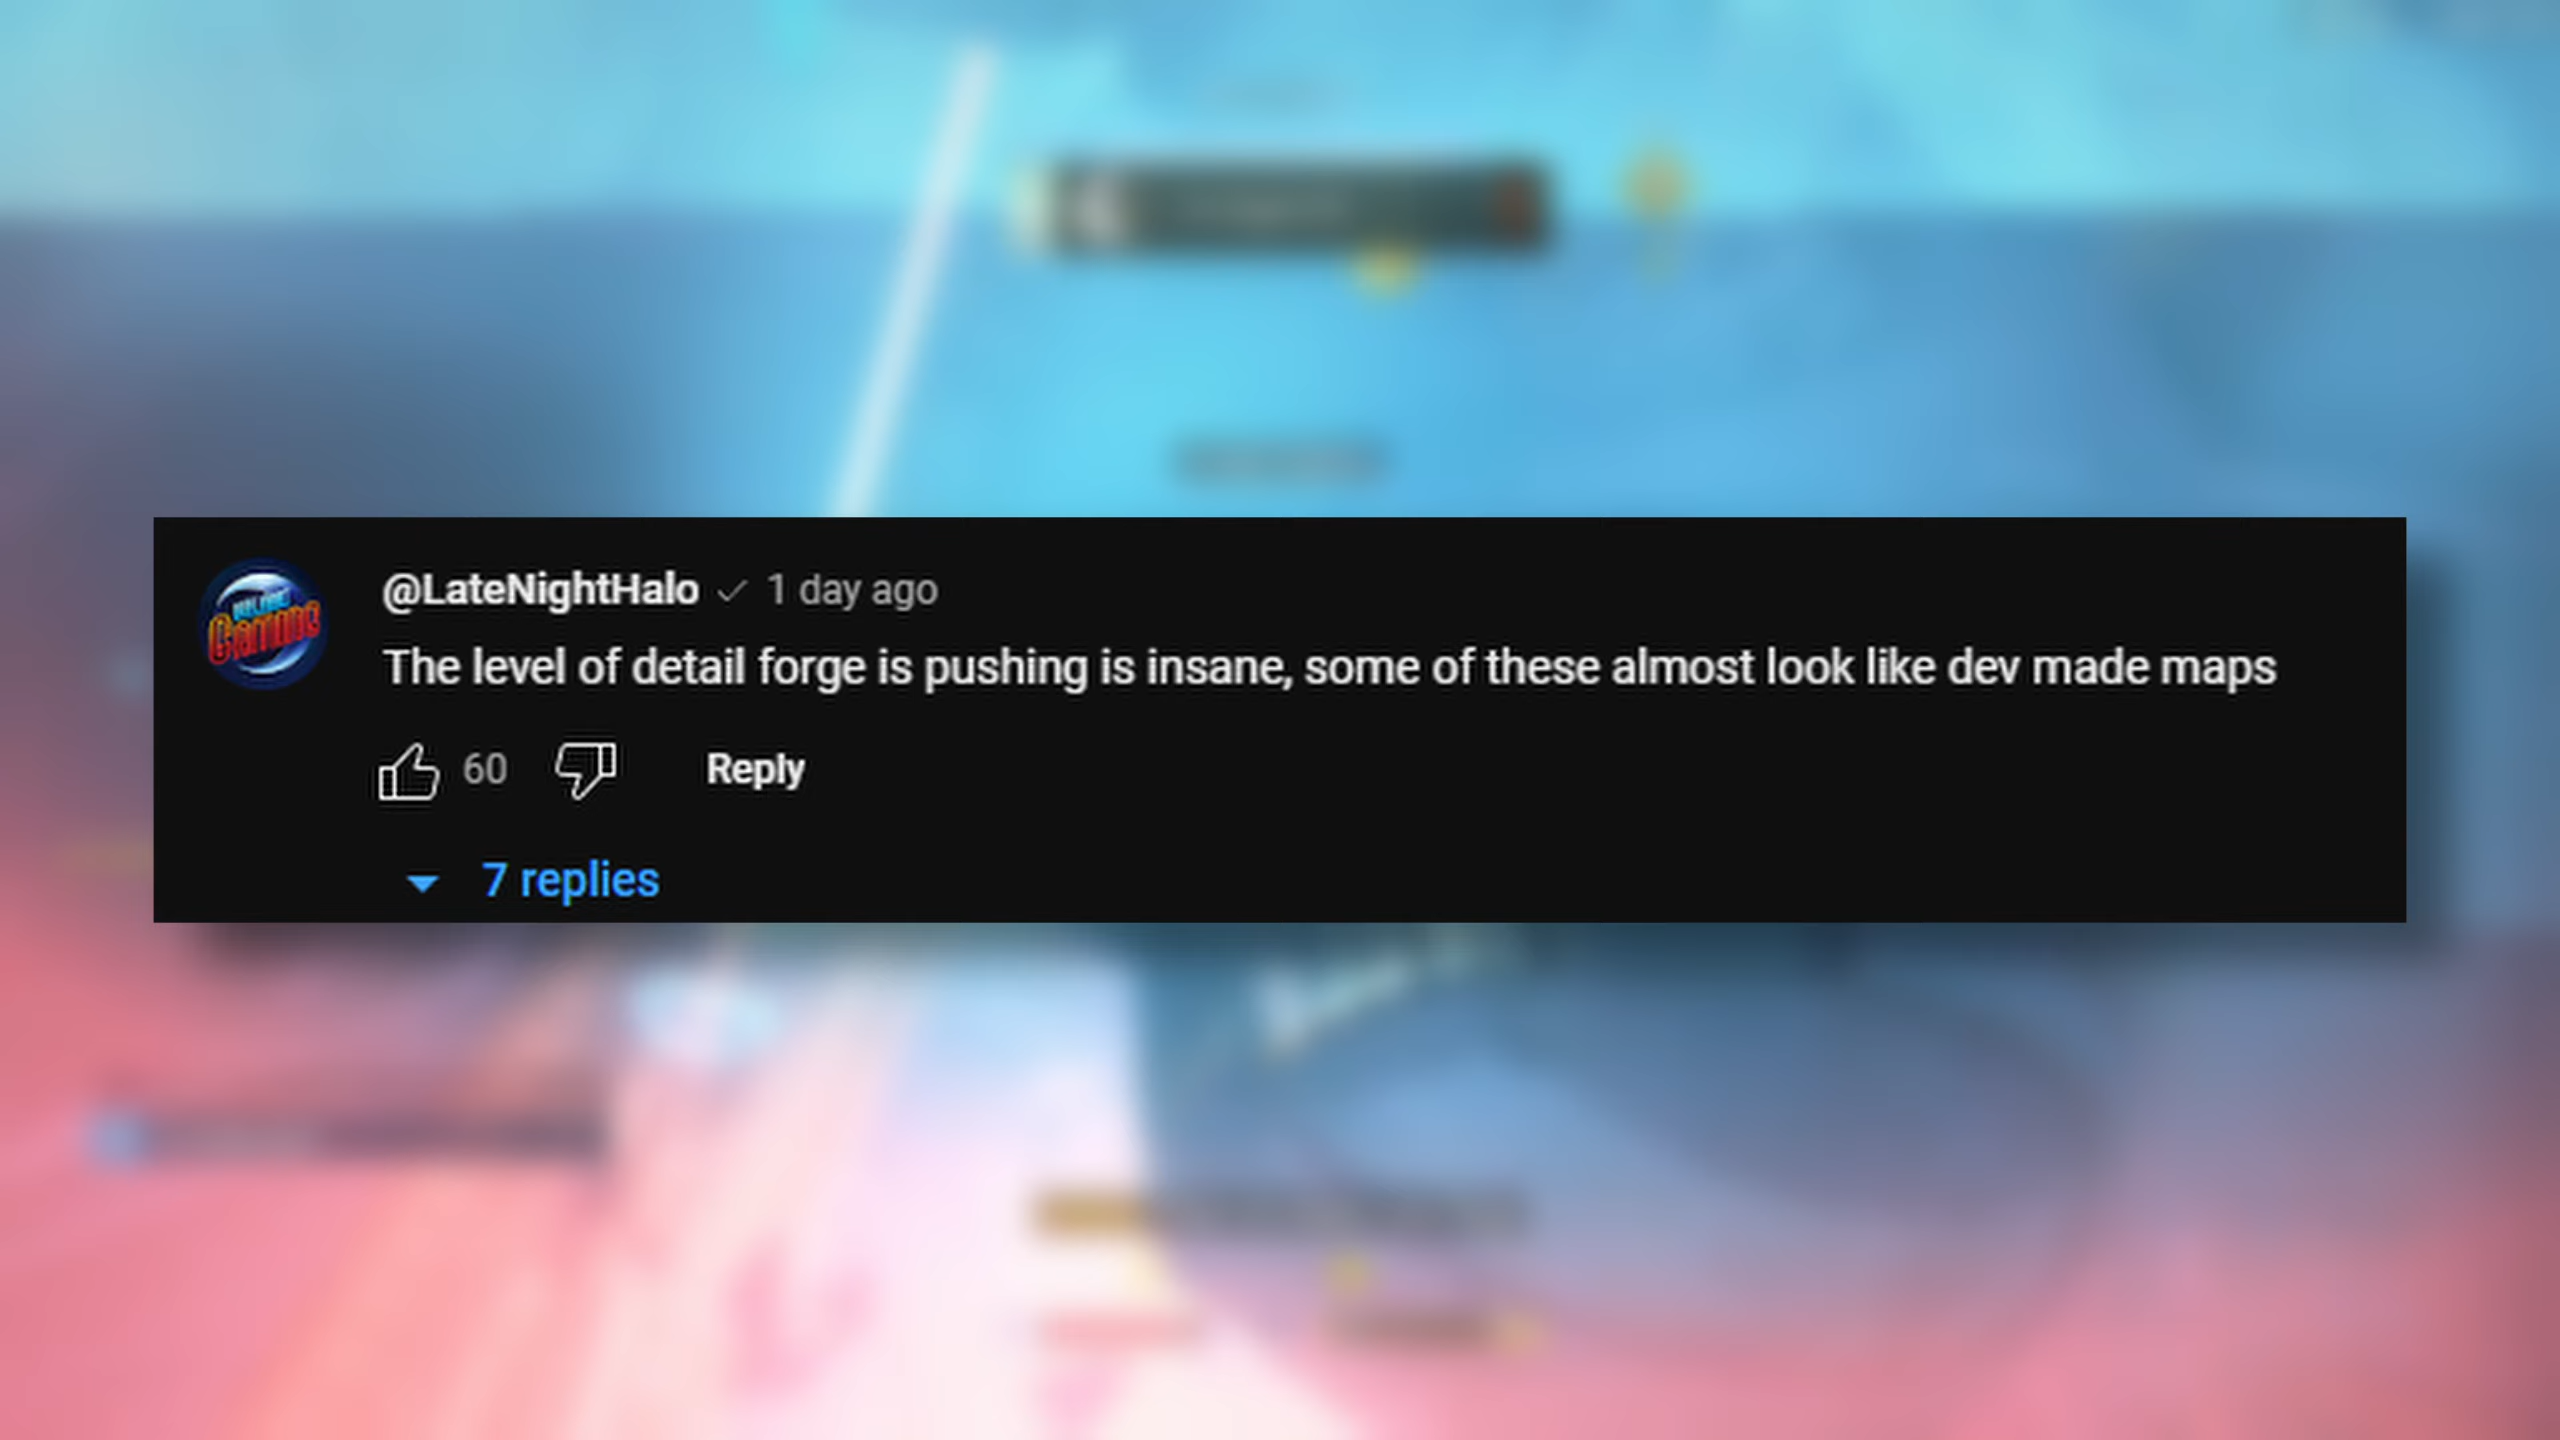 @LateNightHalo 1 day ago
The level of detail forge is pushing is insane, some of these almost look like dev made maps
60 Reply
7 replies